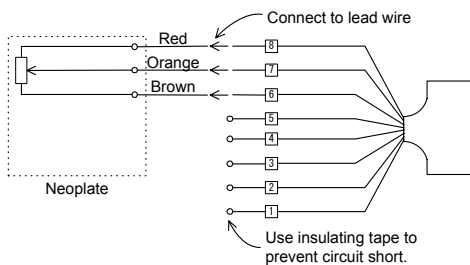 Connect to lead wire
Red
8
Orange
7
Brown
6
5
4
3
2
1
Neoplate
Use insulating tape to
prevent circuit short.